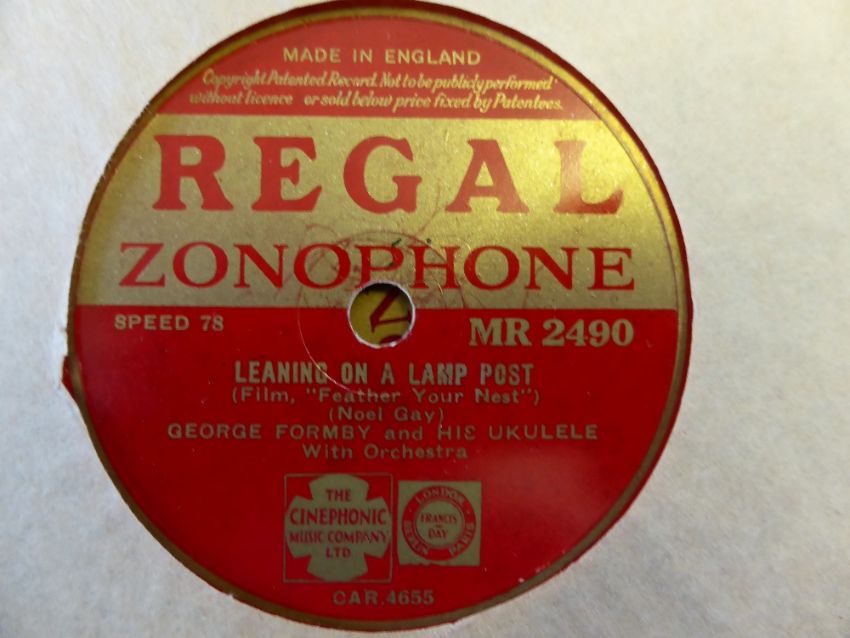 MADE IN ENGLAND
Copyright Patented Record. Not to be publicly performed
without licence or sold below price fixed by Patentees.
REGAL
ZONOPHONE
SPEED 78
MR 2490
LEANING ON A LAMP POST
(Film, "Feather Your Nest")
(Noel Gay)
GEORGE FORMBY and HIS UKULELE
With Orchestra
THE
CINEPHONIC
MUSIC COMPANY
LTD.
LONDON
FRANCIS
DAY
BERLIN PARIS
CAR.4655